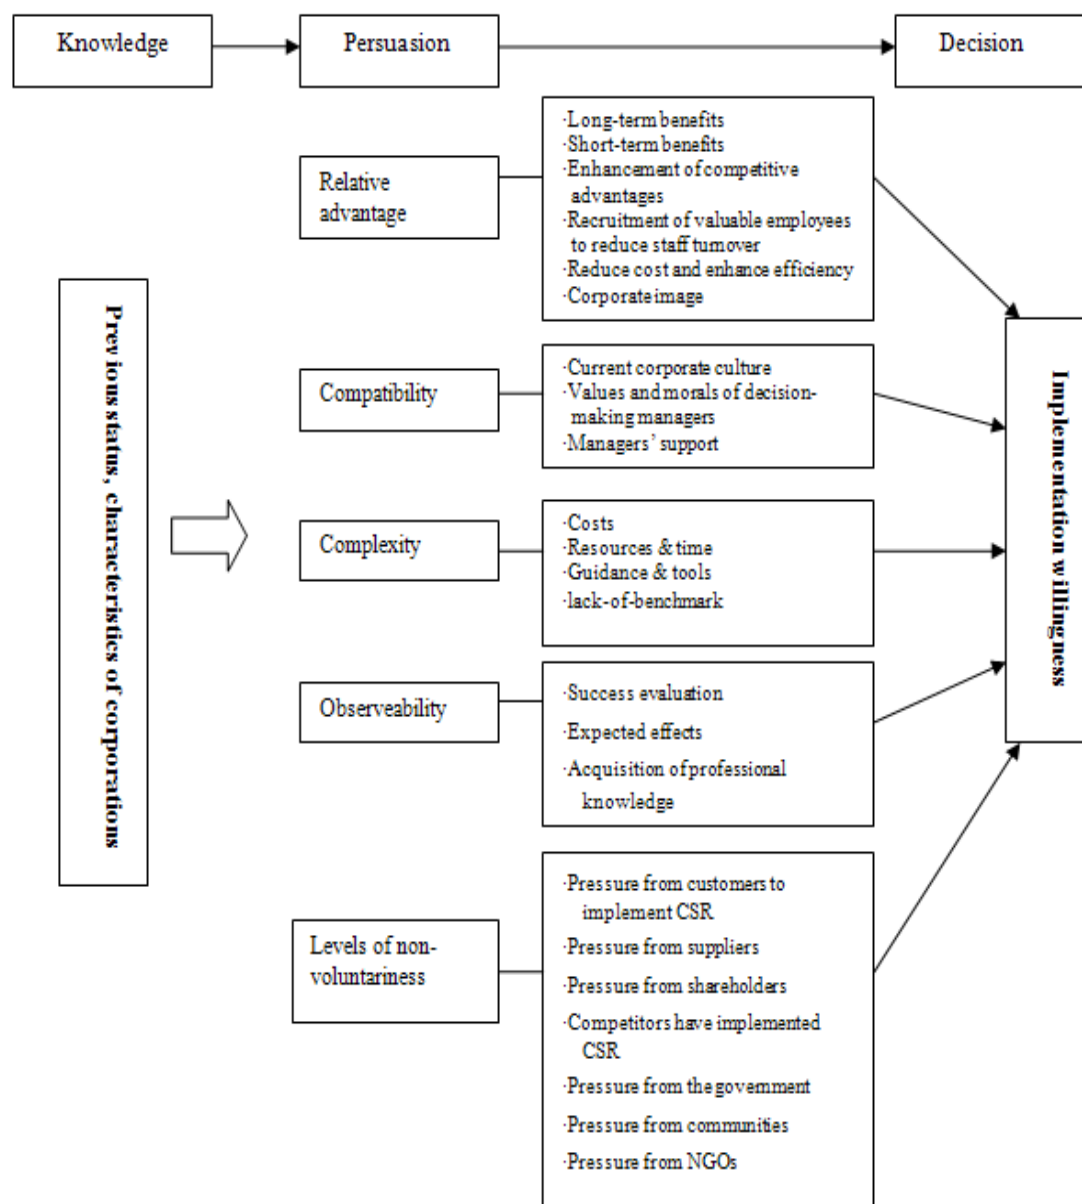 Knowledge
Persuasion
Decision
Relative
advantage
·Long-term benefits
·Short-term benefits
·Enhancement of competitive
advantages
·Recruitment of valuable employees
to reduce staff turnover
·Reduce cost and enhance efficiency
·Corporate image
Previous status, characteristics of corporations
Compatibility
·Current corporate culture
·Values and morals of decision-
making managers
·Managers’ support
Implementation willingness
Complexity
·Costs
·Resources & time
·Guidance & tools
·lack-of-benchmark
Observeability
·Success evaluation
·Expected effects
·Acquisition of professional
knowledge
Levels of non-
voluntariness
·Pressure from customers to
implement CSR
·Pressure from suppliers
·Pressure from shareholders
·Competitors have implemented
CSR
·Pressure from the government
·Pressure from communities
·Pressure from NGOs